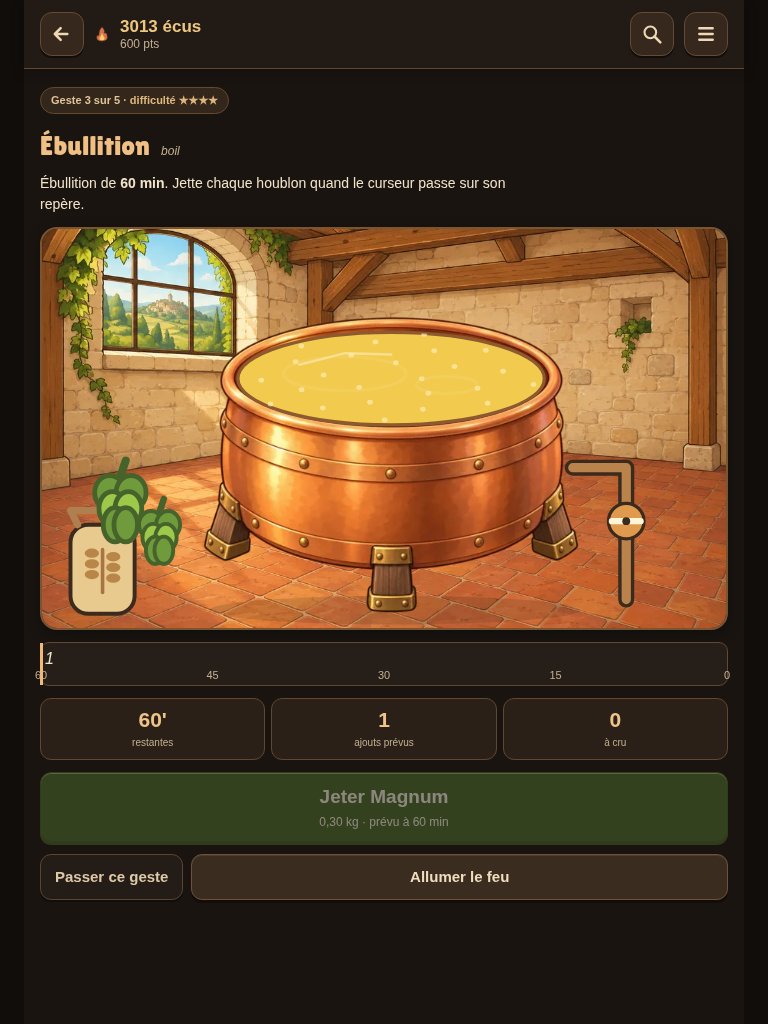 3013 écus
600 pts
Geste 3 sur 5 · difficulté ★★★★
Ébullition boil
Ébullition de 60 min. Jette chaque houblon quand le curseur passe sur son
repère.
1
60 45 30 15 0
60' 1 0
restantes ajouts prévus à cru
Jeter Magnum
0,30 kg · prévu à 60 min
Passer ce geste Allumer le feu